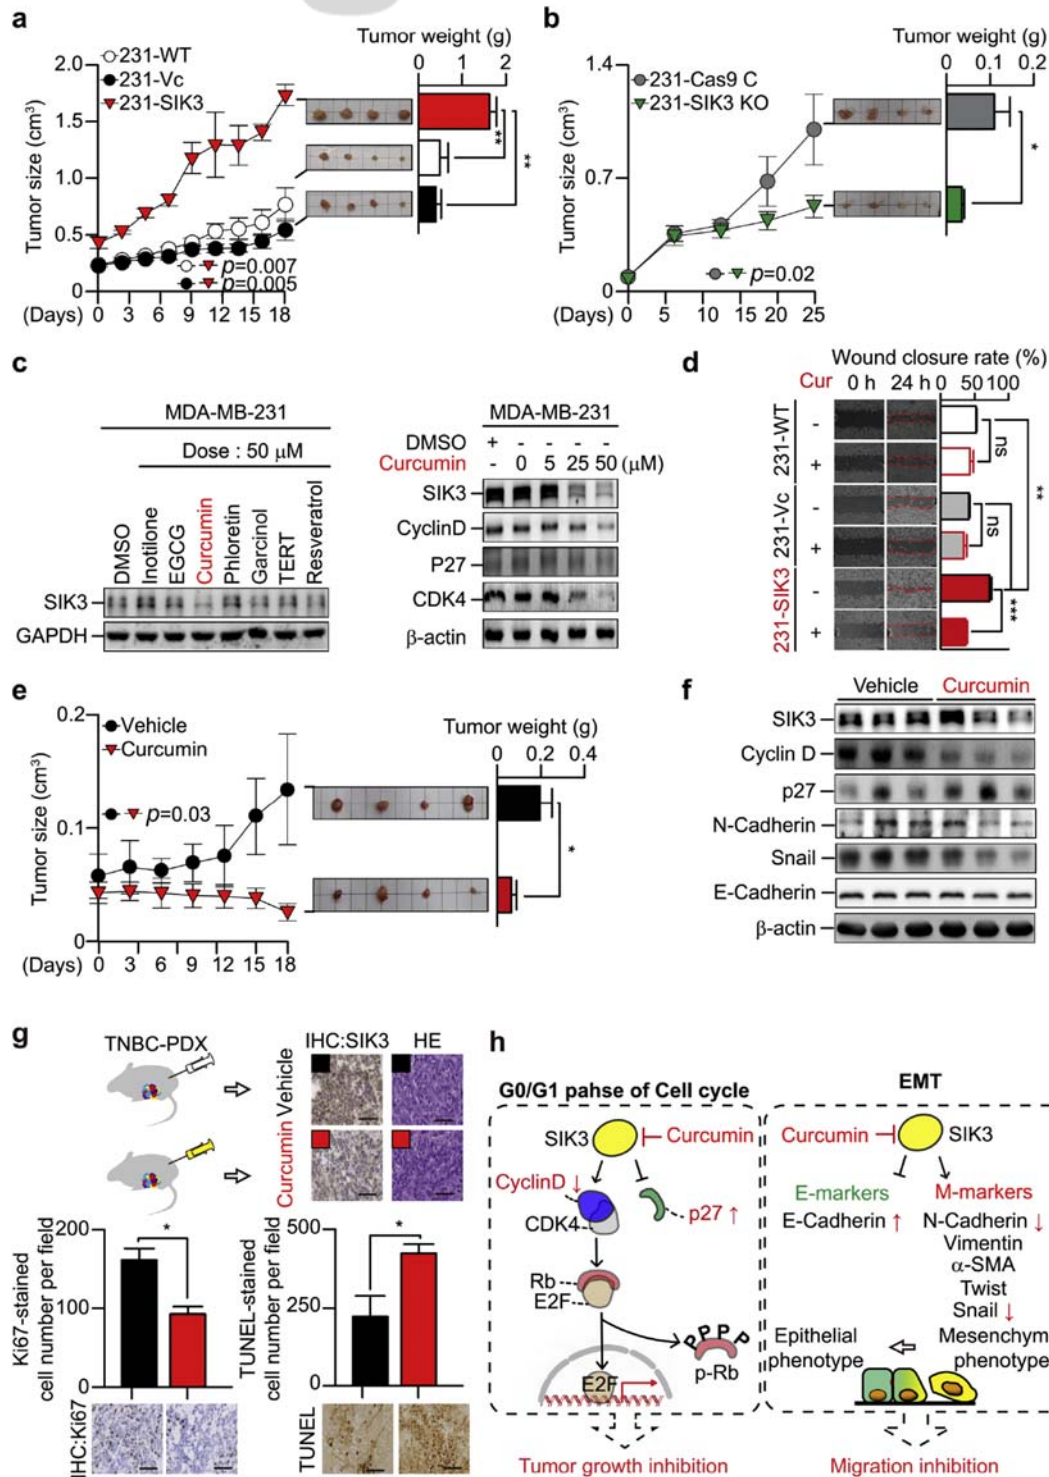 a
231-WT
231-Vc
231-SIK3
Tumor size (cm³)
2.0
1.5
1.0
0.5
0
(Days)
0 3 6 9 12 15 18
p=0.007
p=0.005
Tumor weight (g)
0 1 2
**
**
b
231-Cas9 C
231-SIK3 KO
Tumor size (cm³)
1.4
0.7
0
(Days)
0 5 10 15 20 25
p=0.02
Tumor weight (g)
0 0.1 0.2
*
c
MDA-MB-231
Dose : 50 μM
DMSO
Inotilone
EGCG
Curcumin
Phloretin
Garcinol
TERT
Resveratrol
SIK3
GAPDH
MDA-MB-231
DMSO + - - - -
Curcumin - 0 5 25 50 (μM)
SIK3
CyclinD
P27
CDK4
β-actin
d
Wound closure rate (%)
Cur 0 h 24 h 0 50 100
231-WT
-
+
231-Vc
-
+
231-SIK3
-
+
ns
ns
**
***
e
Vehicle
Curcumin
Tumor size (cm³)
0.2
0.1
0
p=0.03
(Days)
0 3 6 9 12 15 18
Tumor weight (g)
0 0.2 0.4
*
f
Vehicle Curcumin
SIK3
Cyclin D
p27
N-Cadherin
Snail
E-Cadherin
β-actin
g
TNBC-PDX
IHC:SIK3 HE
Vehicle
Curcumin
Ki67-stained
cell number per field
200
100
0
*
IHC:Ki67
TUNEL-stained
cell number per field
500
250
0
*
TUNEL
h
G0/G1 pahse of Cell cycle
SIK3
Curcumin
CyclinD ↓
CDK4
p27 ↑
Rb
E2F
P P P P
p-Rb
E2F
Tumor growth inhibition
EMT
Curcumin
SIK3
E-markers
M-markers
E-Cadherin ↑
N-Cadherin ↓
Vimentin
α-SMA
Twist
Snail ↓
Epithelial
phenotype
Mesenchym
phenotype
Migration inhibition